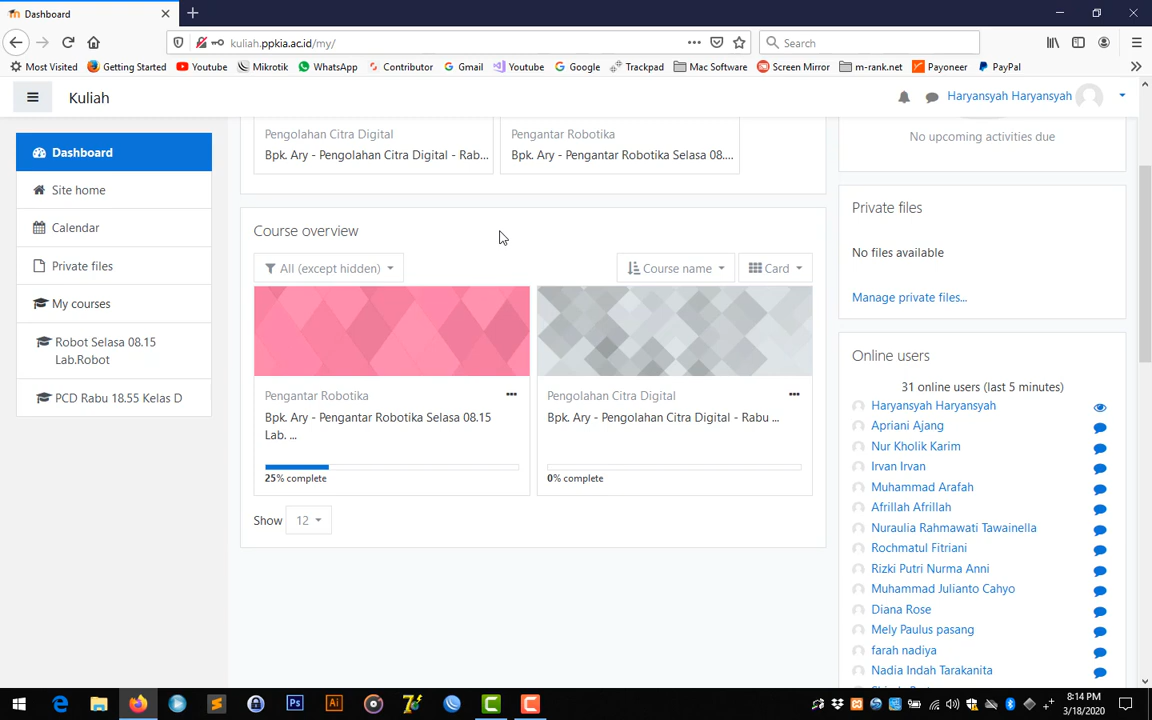 Dashboard
kuliah.ppkia.ac.id/my/
Search
Most Visited
Getting Started
Youtube
Mikrotik
WhatsApp
Contributor
Gmail
Youtube
Google
Trackpad
Mac Software
Screen Mirror
m-rank.net
Payoneer
PayPal
Kuliah
Haryansyah Haryansyah
Dashboard
Site home
Calendar
Private files
My courses
Robot Selasa 08.15
Lab.Robot
PCD Rabu 18.55 Kelas D
Pengolahan Citra Digital
Bpk. Ary - Pengolahan Citra Digital - Rab...
Pengantar Robotika
Bpk. Ary - Pengantar Robotika Selasa 08....
Course overview
All (except hidden)
Course name
Card
Pengantar Robotika
Bpk. Ary - Pengantar Robotika Selasa 08.15
Lab. ...
25% complete
Pengolahan Citra Digital
Bpk. Ary - Pengolahan Citra Digital - Rabu ...
0% complete
Show 12
No upcoming activities due
Private files
No files available
Manage private files...
Online users
31 online users (last 5 minutes)
Haryansyah Haryansyah
Apriani Ajang
Nur Kholik Karim
Irvan Irvan
Muhammad Arafah
Afrillah Afrillah
Nuraulia Rahmawati Tawainella
Rochmatul Fitriani
Rizki Putri Nurma Anni
Muhammad Julianto Cahyo
Diana Rose
Mely Paulus pasang
farah nadiya
Nadia Indah Tarakanita
Ps
Ai
8:14 PM
3/18/2020